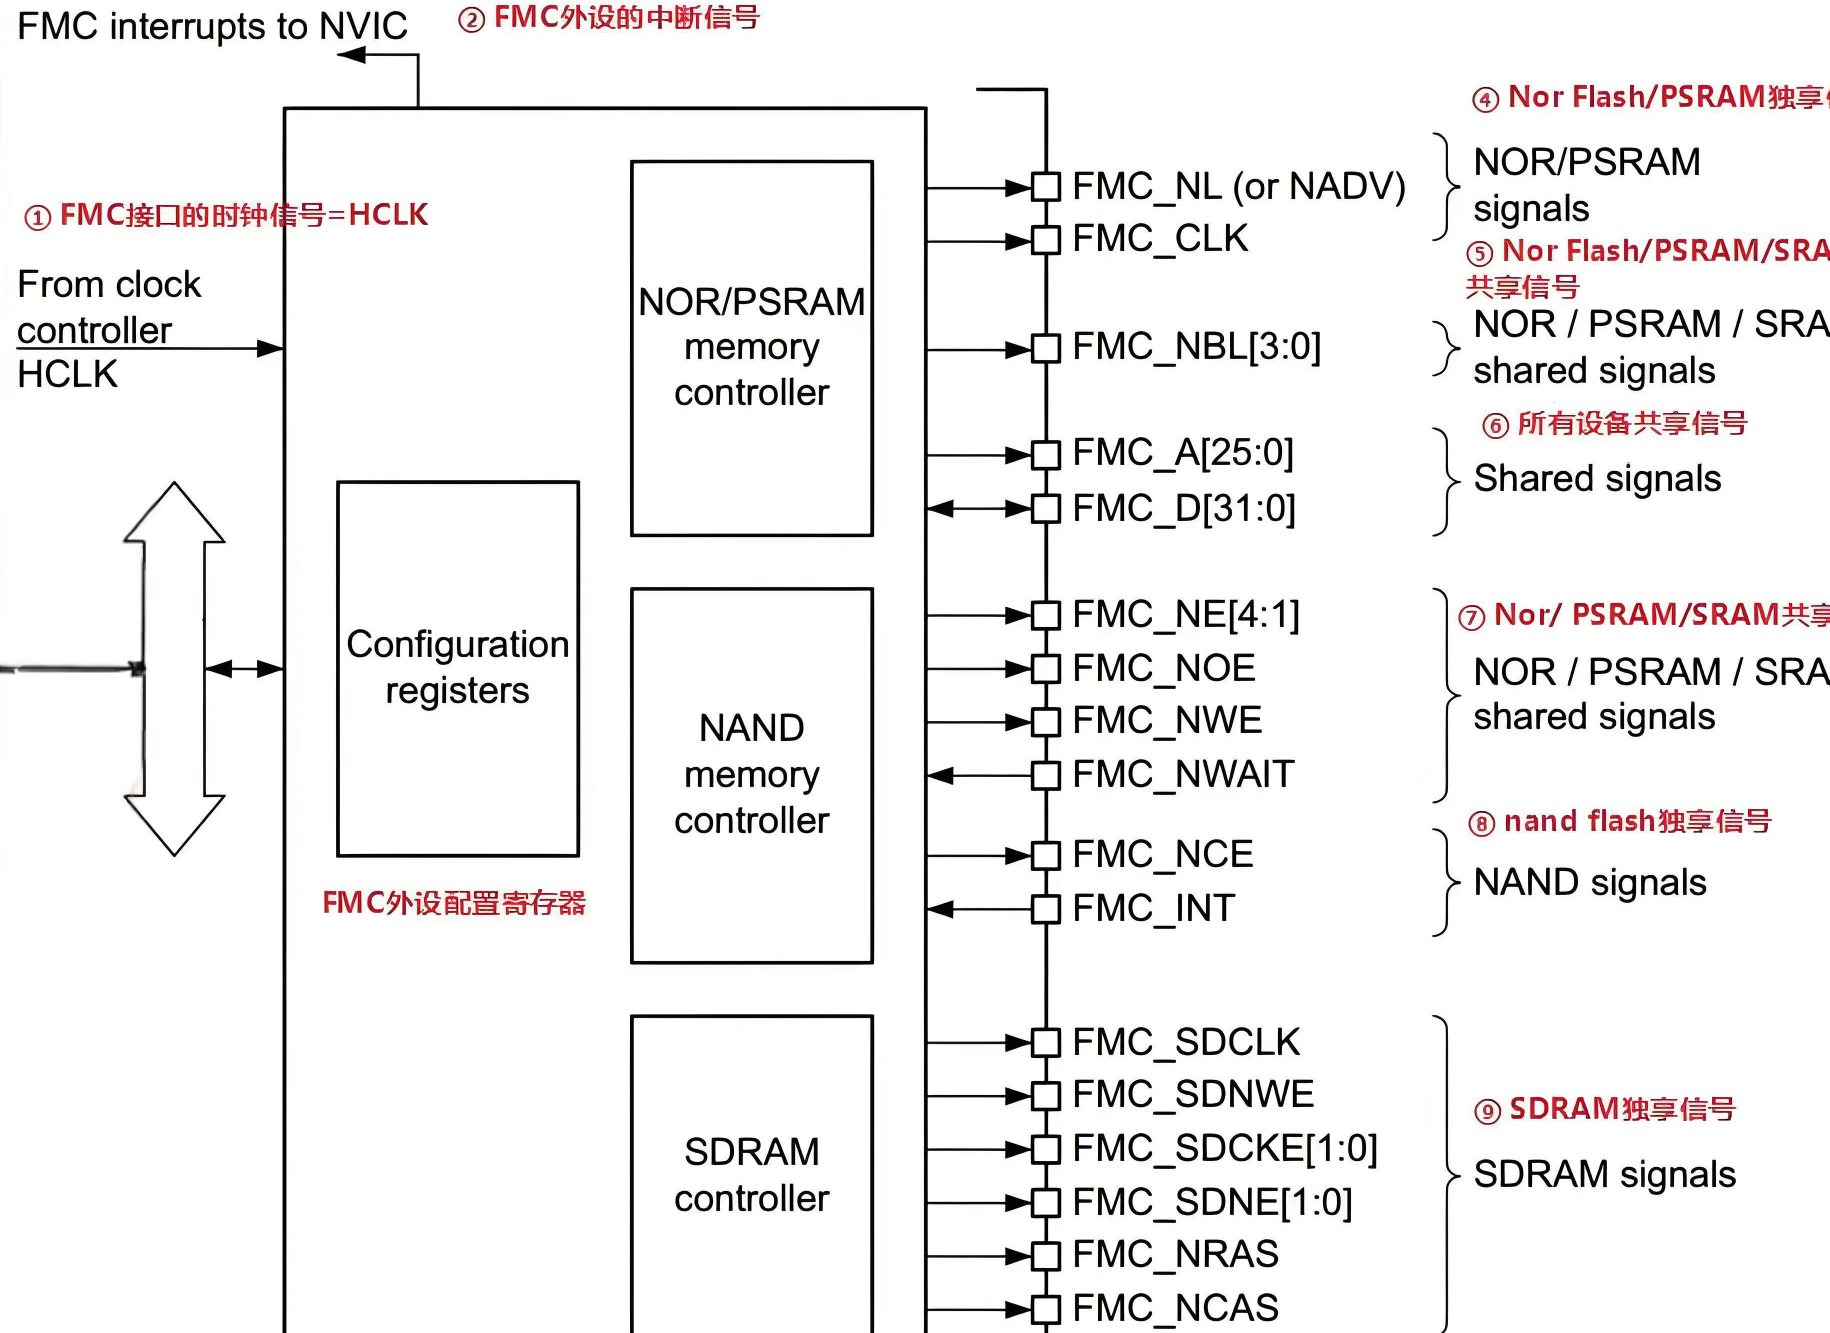 FMC interrupts to NVIC
② FMC外设的中断信号
① FMC接口的时钟信号=HCLK
From clock
controller
HCLK
Configuration
registers
FMC外设配置寄存器
NOR/PSRAM
memory
controller
NAND
memory
controller
SDRAM
controller
FMC_NL (or NADV)
FMC_CLK
FMC_NBL[3:0]
FMC_A[25:0]
FMC_D[31:0]
FMC_NE[4:1]
FMC_NOE
FMC_NWE
FMC_NWAIT
FMC_NCE
FMC_INT
FMC_SDCLK
FMC_SDNWE
FMC_SDCKE[1:0]
FMC_SDNE[1:0]
FMC_NRAS
FMC_NCAS
④ Nor Flash/PSRAM独享
NOR/PSRAM
signals
⑤ Nor Flash/PSRAM/SRA
共享信号
NOR / PSRAM / SRA
shared signals
⑥ 所有设备共享信号
Shared signals
⑦ Nor/ PSRAM/SRAM共享
NOR / PSRAM / SRA
shared signals
⑧ nand flash独享信号
NAND signals
⑨ SDRAM独享信号
SDRAM signals